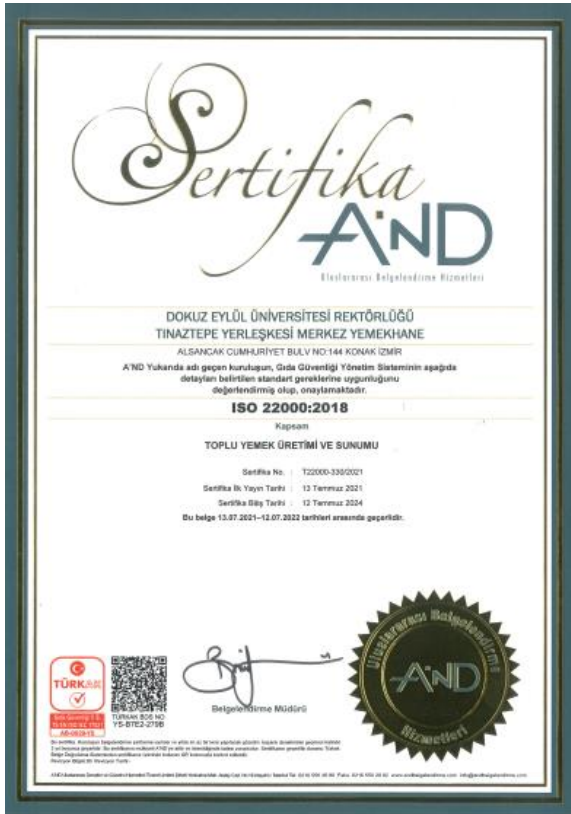 Sertifika
A'ND
Uluslararası Belgelendirme Hizmetleri
DOKUZ EYLÜL ÜNİVERSİTESİ REKTÖRLÜĞÜ
TINAZTEPE YERLEŞKESİ MERKEZ YEMEKHANE
ALSANCAK CUMHURİYET BULV NO:144 KONAK İZMİR
A'ND Yukarıda adı geçen kuruluşun, Gıda Güvenliği Yönetim Sisteminin aşağıda
detayları belirtilen standart gereklerine uygunluğunu
değerlendirmiş olup, onaylamaktadır.
ISO 22000:2018
Kapsam
TOPLU YEMEK ÜRETİMİ VE SUNUMU
Sertifika No. : T22000-330/2021
Sertifika İlk Yayın Tarihi : 13 Temmuz 2021
Sertifika Bitiş Tarihi : 12 Temmuz 2024
Bu belge 13.07.2021–12.07.2022 tarihleri arasında geçerlidir.
TÜRKAK
TÜRKAK BDS NO
YS-B7E2-275B
Belgelendirme Müdürü
Uluslararası Belgelendirme
A'ND
Hizmetleri